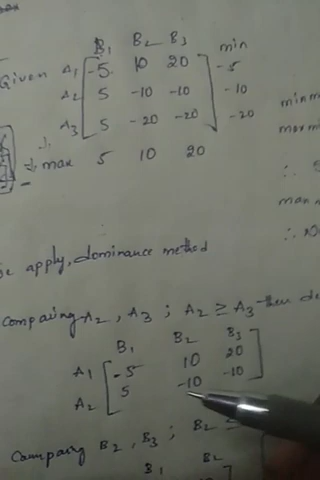 B1 B2 B3 min
Given A1 -5 10 20 -5
A2 5 -10 -10 -10
A3 5 -20 -20 -20
max 5 10 20
apply, dominance method
Comparing A2, A3 ; A2 ≥ A3 then
B1 B2 B3
A1 -5 10 20
A2 5 -10 -10
Comparing B2, B3 ; B2 ≤
B1 B2